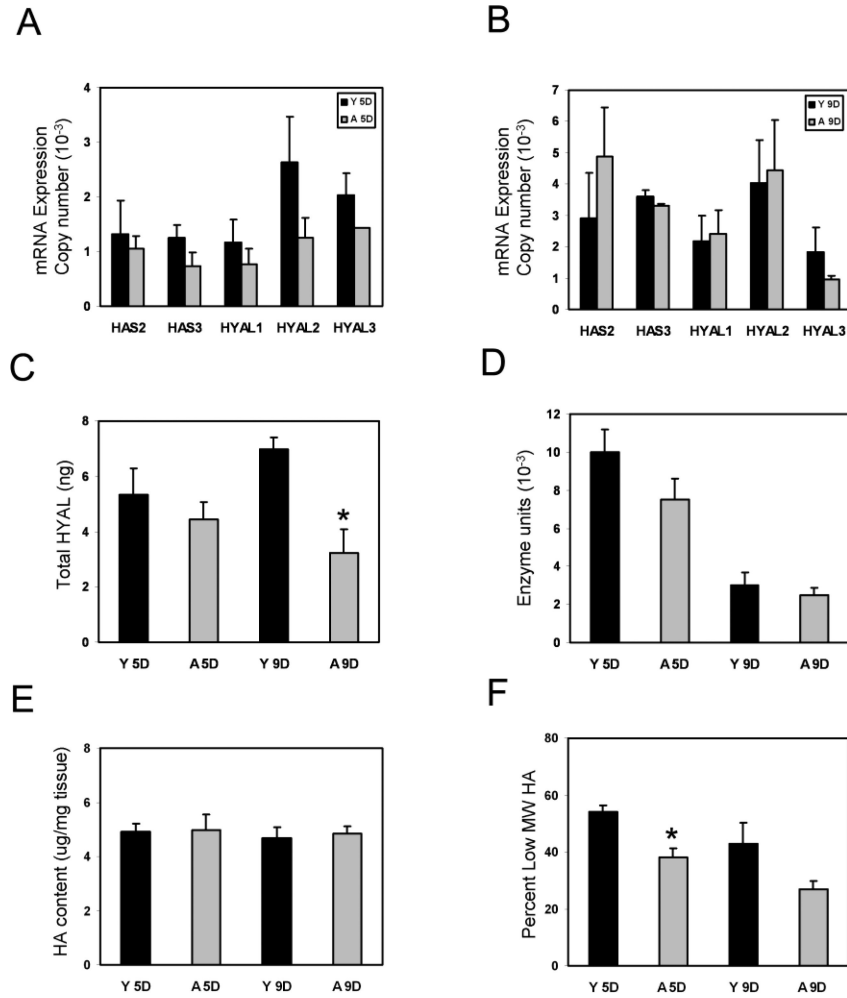 A
mRNA Expression
Copy number (10⁻³)
4
3
2
1
0
Y 5D
A 5D
HAS2 HAS3 HYAL1 HYAL2 HYAL3
B
mRNA Expression
Copy number (10⁻³)
7
6
5
4
3
2
1
0
Y 9D
A 9D
HAS2 HAS3 HYAL1 HYAL2 HYAL3
C
Total HYAL (ng)
8
6
4
2
0
*
Y 5D A 5D Y 9D A 9D
D
Enzyme units (10⁻³)
12
10
8
6
4
2
0
Y 5D A 5D Y 9D A 9D
E
HA content (ug/mg tissue)
8
6
4
2
0
Y 5D A 5D Y 9D A 9D
F
Percent Low MW HA
80
60
40
20
0
*
Y 5D A 5D Y 9D A 9D